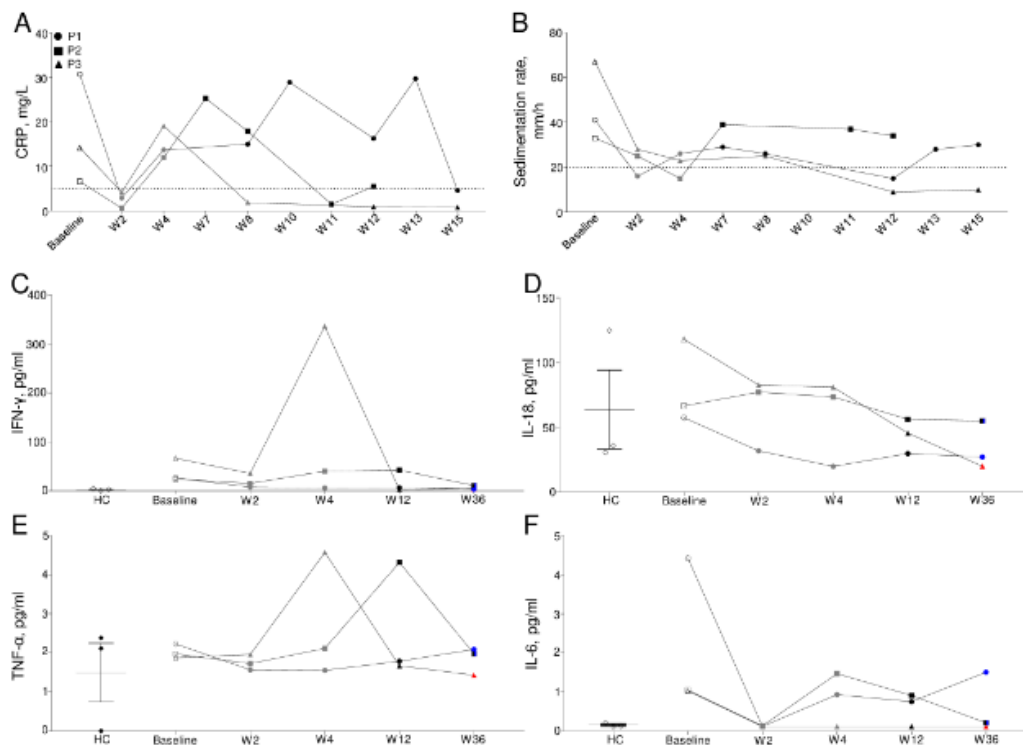 A
P1
P2
P3
CRP, mg/L
40
30
20
10
5
0
Baseline
W2
W4
W7
W8
W10
W11
W12
W13
W15
B
Sedimentation rate,
mm/h
80
60
40
20
0
Baseline
W2
W4
W7
W8
W10
W11
W12
W13
W15
C
IFN-γ, pg/ml
400
300
200
100
0
HC
Baseline
W2
W4
W12
W36
D
IL-18, pg/ml
150
100
50
0
HC
Baseline
W2
W4
W12
W36
E
TNF-α, pg/ml
5
4
3
2
1
0
HC
Baseline
W2
W4
W12
W36
F
IL-6, pg/ml
5
4
3
2
1
0
HC
Baseline
W2
W4
W12
W36